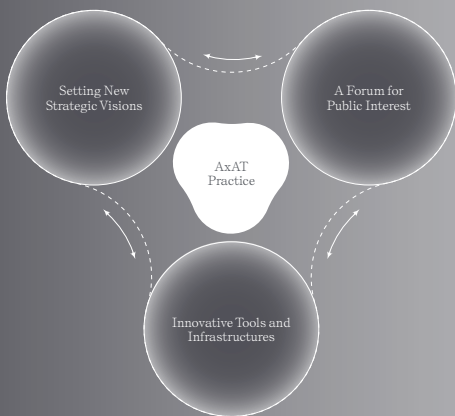 Setting New
Strategic Visions
A Forum for
Public Interest
AxAT
Practice
Innovative Tools and
Infrastructures